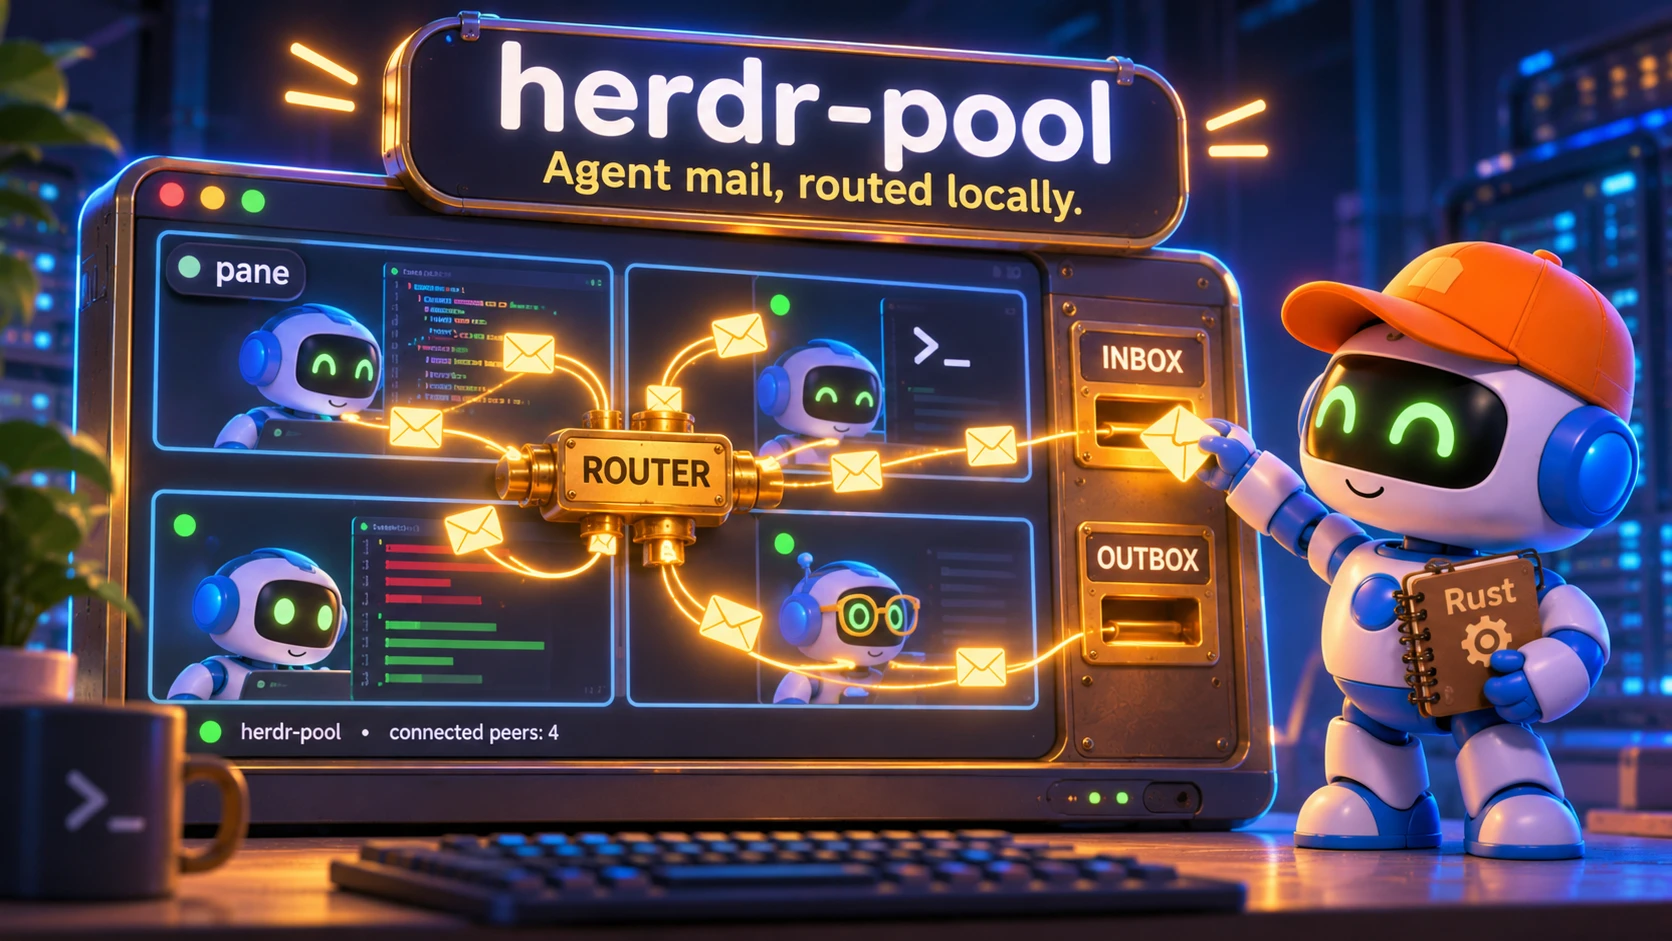 herdr-pool
Agent mail, routed locally.
pane
>_
INBOX
ROUTER
OUTBOX
Rust
herdr-pool • connected peers: 4
>_